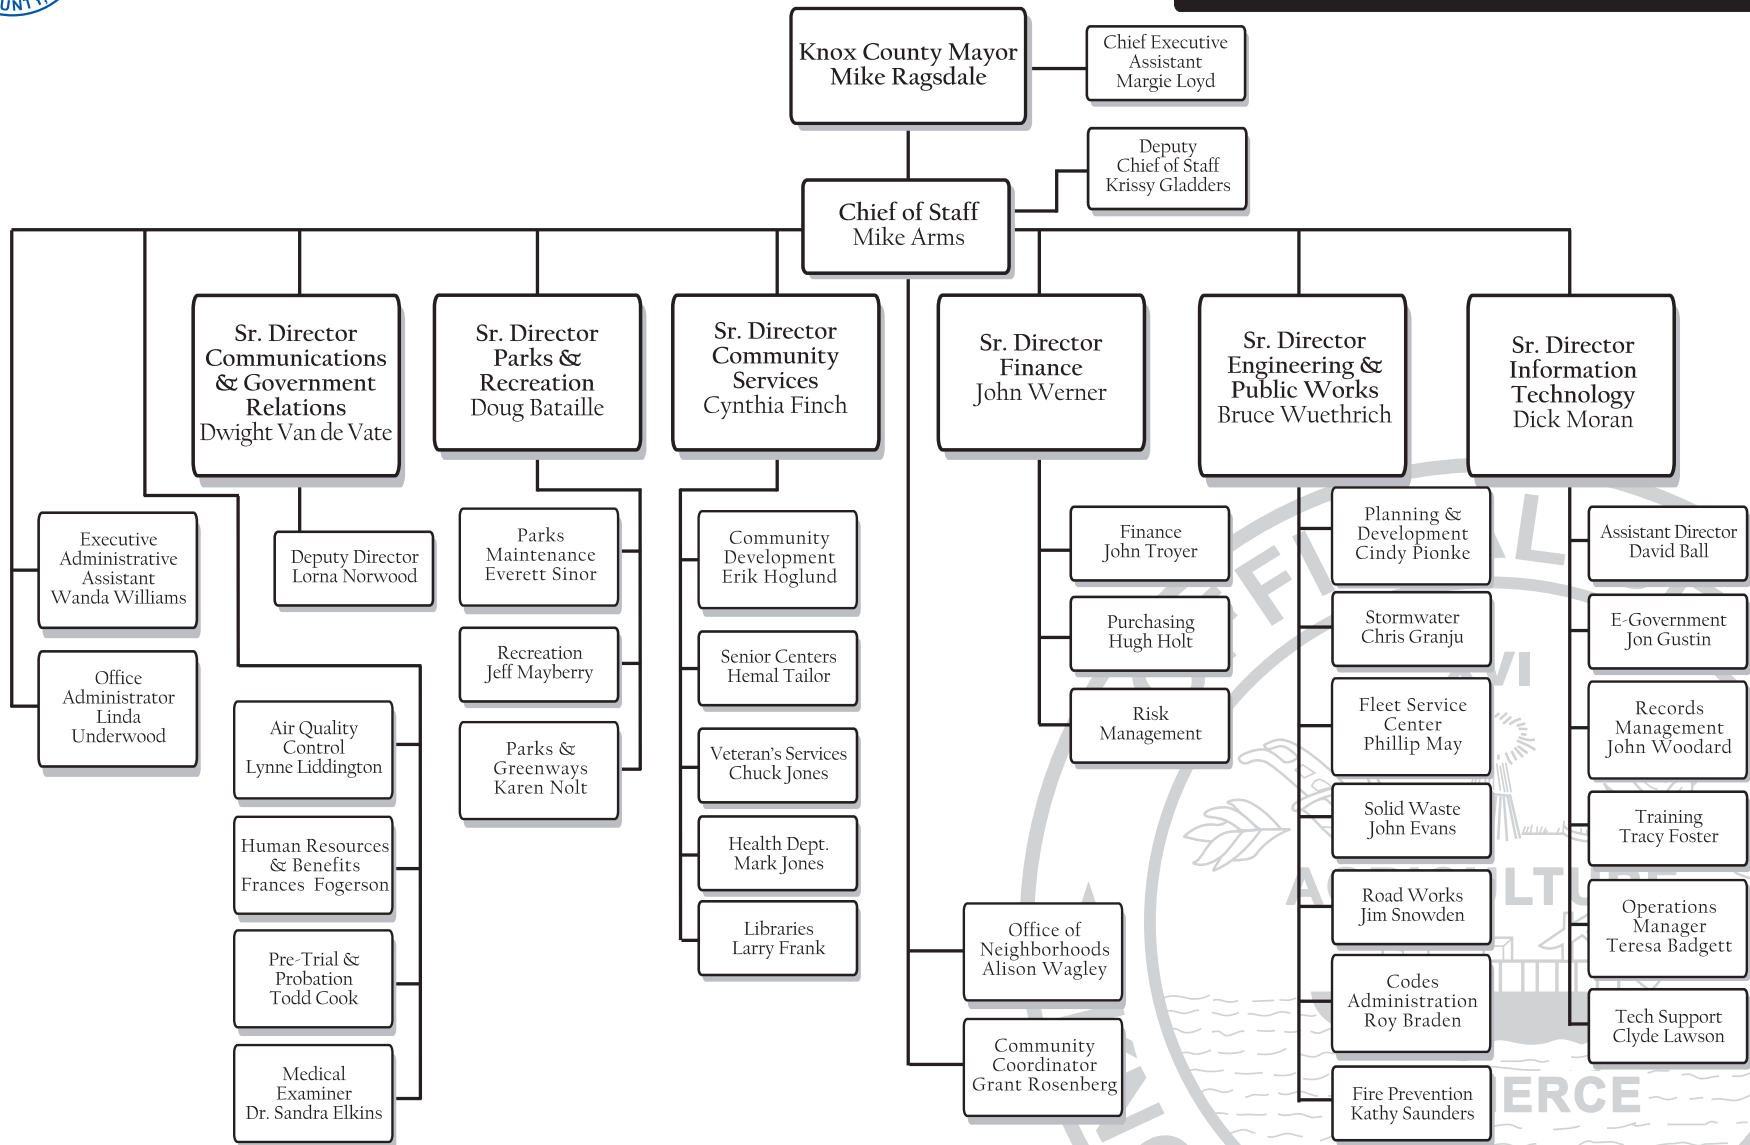 UNTY,
Knox County Mayor
Mike Ragsdale
Chief Executive
Assistant
Margie Loyd
Deputy
Chief of Staff
Krissy Gladders
Chief of Staff
Mike Arms
Sr. Director
Communications
& Government
Relations
Dwight Van de Vate
Sr. Director
Parks &
Recreation
Doug Bataille
Sr. Director
Community
Services
Cynthia Finch
Sr. Director
Finance
John Werner
Sr. Director
Engineering &
Public Works
Bruce Wuethrich
Sr. Director
Information
Technology
Dick Moran
Executive
Administrative
Assistant
Wanda Williams
Office
Administrator
Linda
Underwood
Deputy Director
Lorna Norwood
Air Quality
Control
Lynne Liddington
Human Resources
& Benefits
Frances Fogerson
Pre-Trial &
Probation
Todd Cook
Medical
Examiner
Dr. Sandra Elkins
Parks
Maintenance
Everett Sinor
Recreation
Jeff Mayberry
Parks &
Greenways
Karen Nolt
Community
Development
Erik Hoglund
Senior Centers
Hemal Tailor
Veteran's Services
Chuck Jones
Health Dept.
Mark Jones
Libraries
Larry Frank
Office of
Neighborhoods
Alison Wagley
Community
Coordinator
Grant Rosenberg
Finance
John Troyer
Purchasing
Hugh Holt
Risk
Management
Planning &
Development
Cindy Pionke
Stormwater
Chris Granju
Fleet Service
Center
Phillip May
Solid Waste
John Evans
Road Works
Jim Snowden
Codes
Administration
Roy Braden
Fire Prevention
Kathy Saunders
Assistant Director
David Ball
E-Government
Jon Gustin
Records
Management
John Woodard
Training
Tracy Foster
Operations
Manager
Teresa Badgett
Tech Support
Clyde Lawson